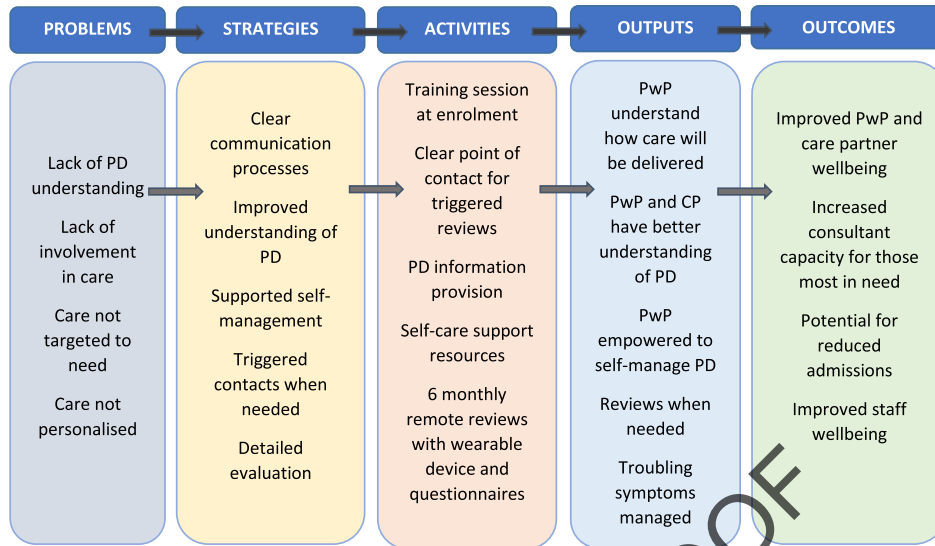 PROBLEMS
STRATEGIES
ACTIVITIES
OUTPUTS
OUTCOMES
Lack of PD
understanding
Lack of
involvement
in care
Care not
targeted to
need
Care not
personalised
Clear
communication
processes
Improved
understanding of
PD
Supported self-
management
Triggered
contacts when
needed
Detailed
evaluation
Training session
at enrolment
Clear point of
contact for
triggered
reviews
PD information
provision
Self-care support
resources
6 monthly
remote reviews
with wearable
device and
questionnaires
PwP
understand
how care will
be delivered
PwP and CP
have better
understanding
of PD
PwP
empowered to
self-manage PD
Reviews when
needed
Troubling
symptoms
managed
Improved PwP and
care partner
wellbeing
Increased
consultant
capacity for those
most in need
Potential for
reduced
admissions
Improved staff
wellbeing